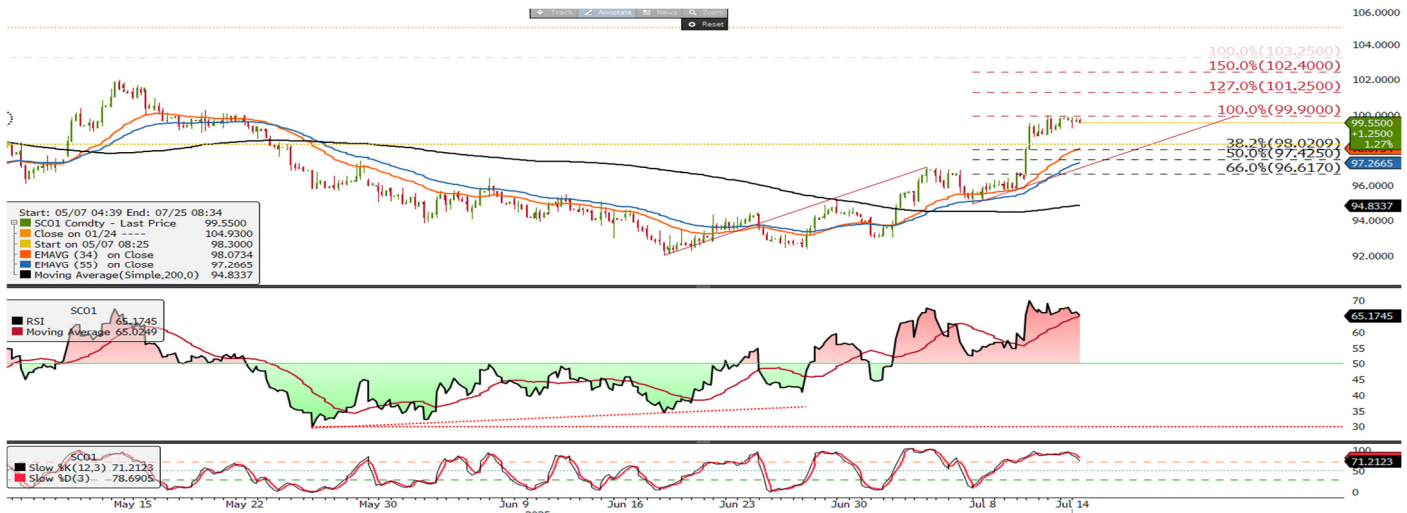 Track Annotate News Zoom
Reset
106.0000
104.0000
100.0%(103.2500)
150.0%(102.4000)
102.0000
127.0%(101.2500)
100.0%(99.9000)
100.0000
99.5500
+1.2500
1.27%
38.2%(98.0209)
50.0%(97.4250)
97.2665
66.0%(96.6170)
96.0000
94.8337
94.0000
92.0000
Start: 05/07 04:39 End: 07/25 08:34
SCO1 Comdty - Last Price 99.5500
Close on 01/24 ---- 104.9300
Start on 05/07 08:25 98.3000
EMAVG (34) on Close 98.0734
EMAVG (55) on Close 97.2665
Moving Average(Simple,200,0) 94.8337
SCO1
RSI 65.1745
Moving Average 65.0249
70
65.1745
60
55
50
45
40
35
30
SCO1
Slow %K(12,3) 71.2123
Slow %D(3) 78.6905
100
71.2123
50
0
May 15 May 22 May 30 Jun 9 Jun 16 Jun 23 Jun 30 Jul 8 Jul 14